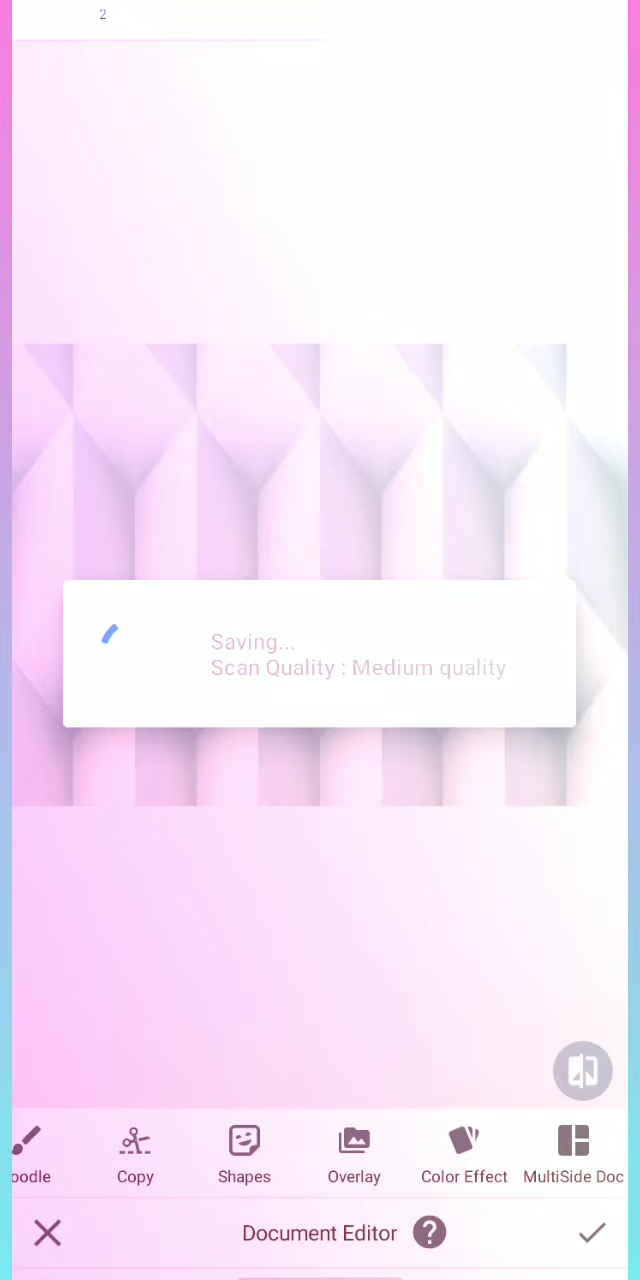 2
Saving...
Scan Quality : Medium quality
oodle
Copy
Shapes
Overlay
Color Effect
MultiSide Doc
Document Editor
?